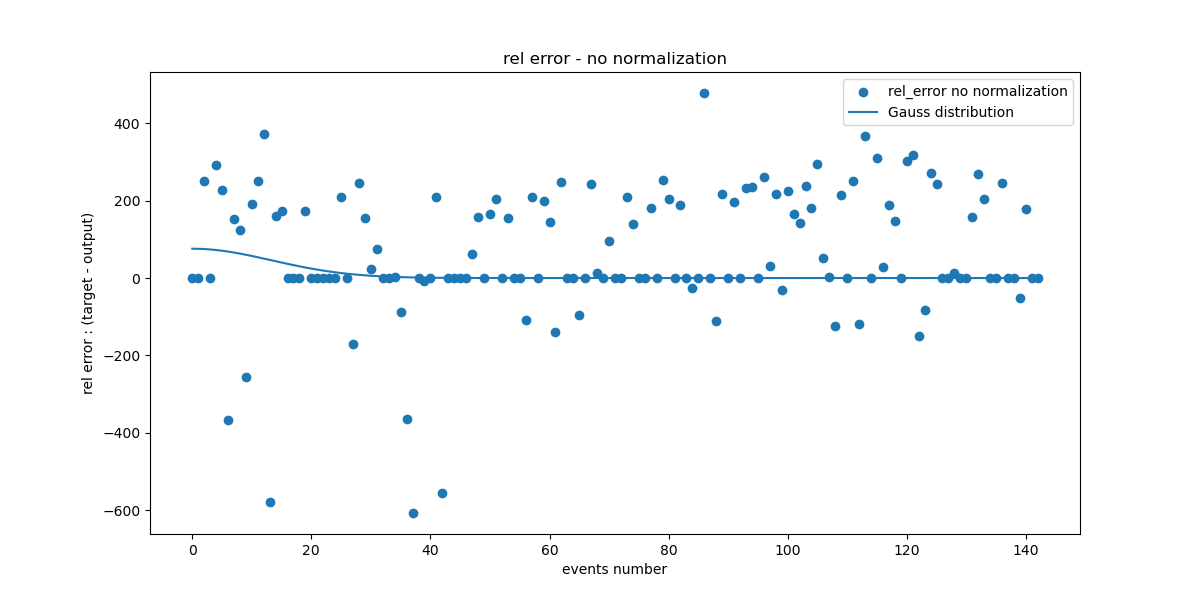 rel error - no normalization
rel_error no normalization
Gauss distribution
rel error : (target - output)
400
200
0
−200
−400
−600
0 20 40 60 80 100 120 140
events number